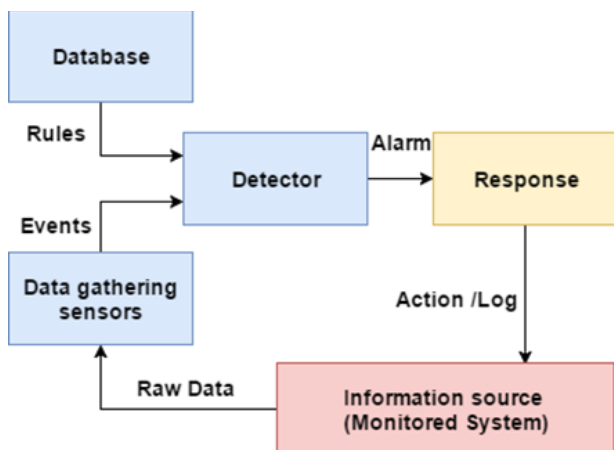 Database
Rules
Alarm
Detector
Response
Events
Data gathering
sensors
Action /Log
Raw Data
Information source
(Monitored System)